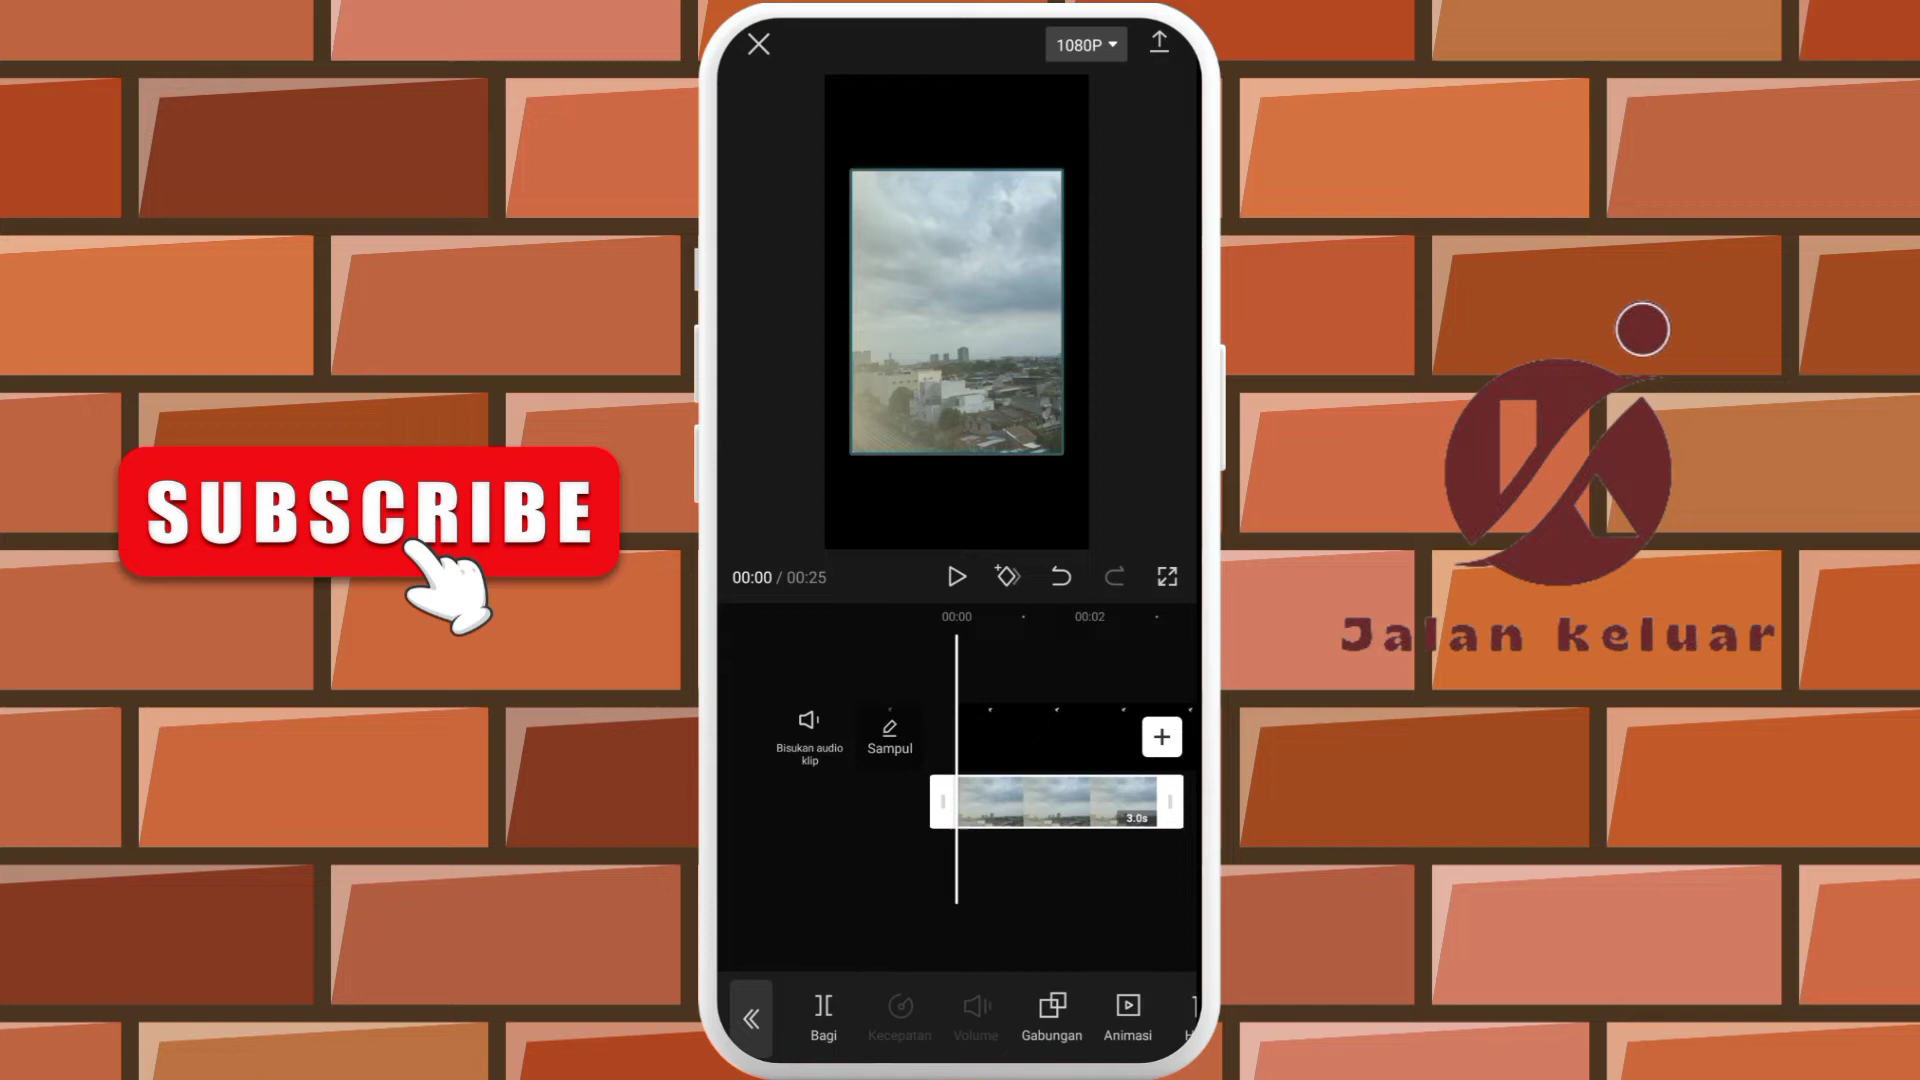 1080P
SUBSCRIBE
00:00 / 00:25
00:00
00:02
Jalan keluar
Bisukan audio
klip
Sampul
3.0s
Bagi
Kecepatan
Volume
Gabungan
Animasi